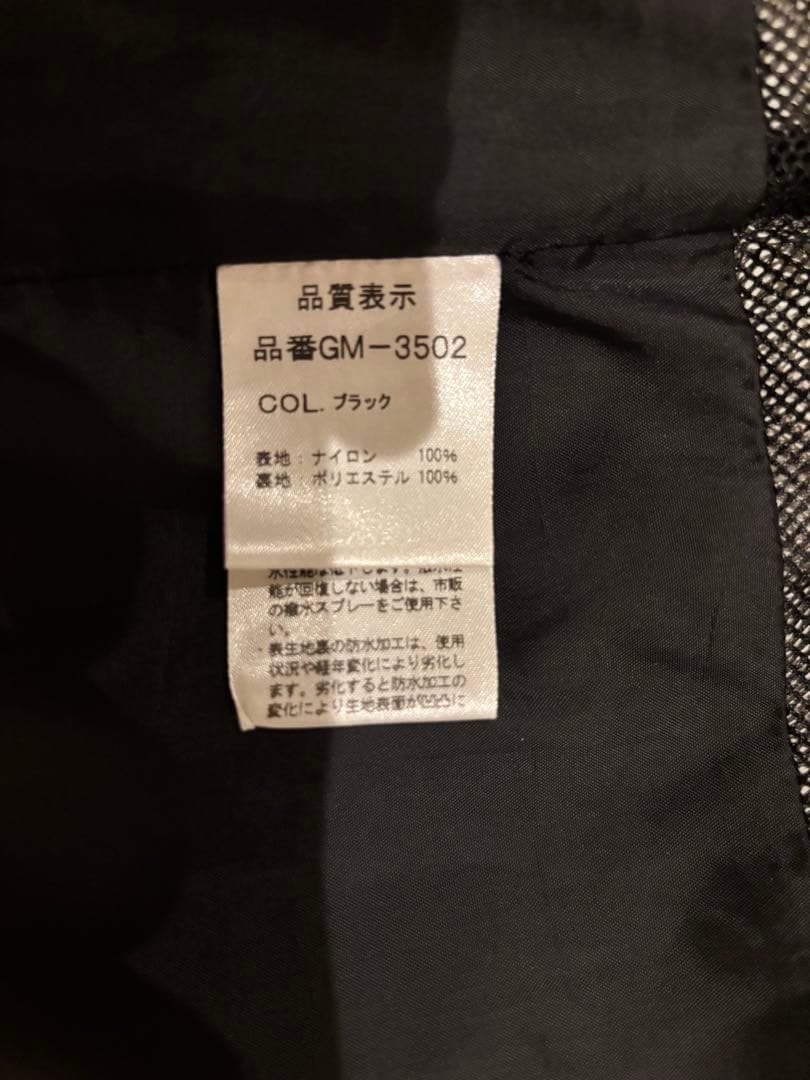 品質表示
品番GM-3502
COL. ブラック
表地:ナイロン 100%
裏地:ポリエステル 100%
能が回復しない場合は、市販
の撥水スプレーをご使用下さ
い。
・表生地裏の防水加工は、使用
状況や経年変化により劣化し
ます。劣化すると防水加工の
変化により生地表面が凹凸に